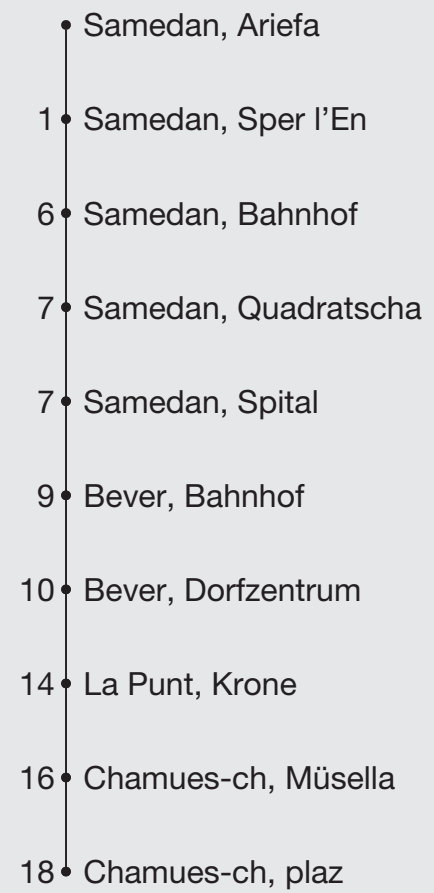 Samedan, Ariefa
1 Samedan, Sper l’En
6 Samedan, Bahnhof
7 Samedan, Quadratscha
7 Samedan, Spital
9 Bever, Bahnhof
10 Bever, Dorfzentrum
14 La Punt, Krone
16 Chamues-ch, Müsella
18 Chamues-ch, plaz